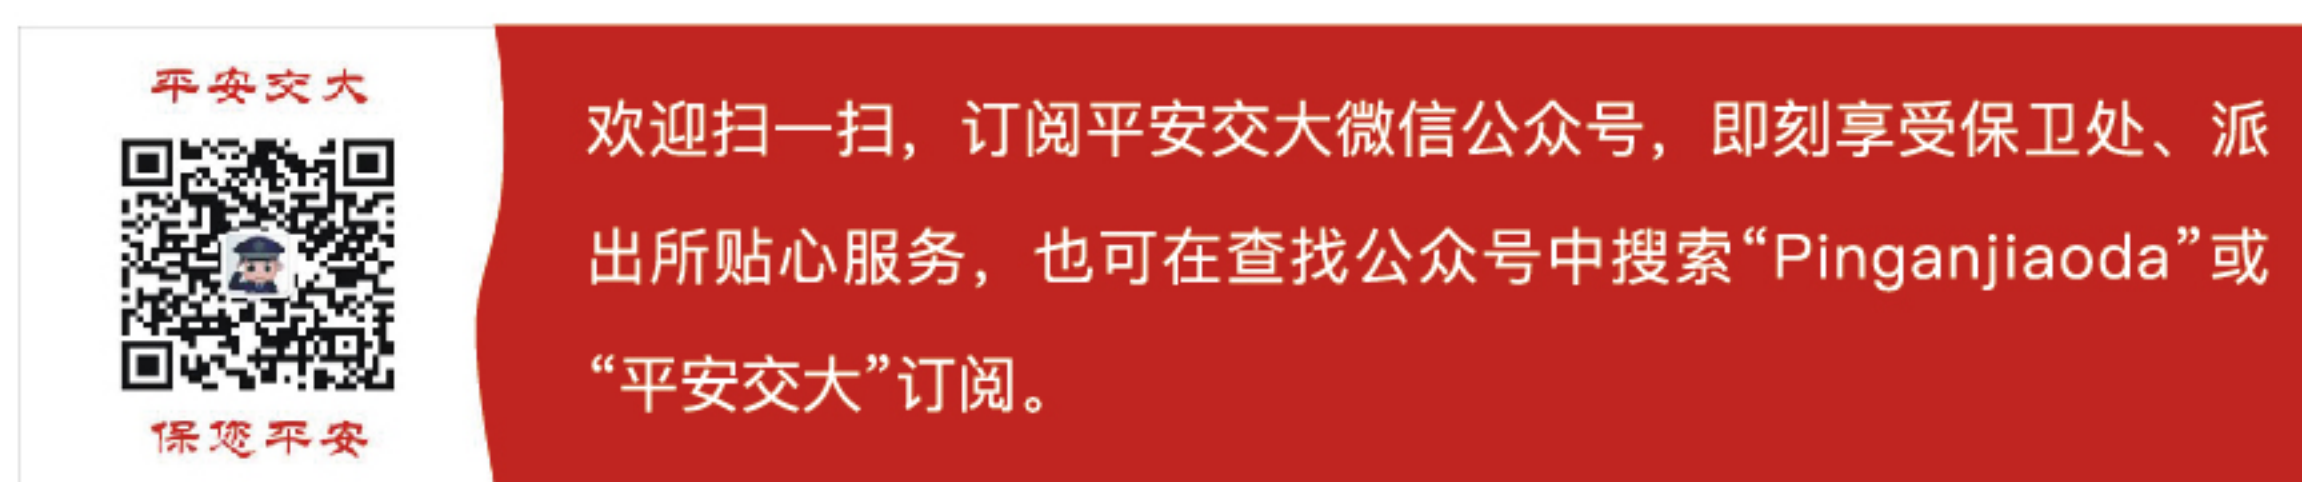 平安交大
保您平安
欢迎扫一扫，订阅平安交大微信公众号，即刻享受保卫处、派
出所贴心服务，也可在查找公众号中搜索“Pinganjiaoda”或
“平安交大”订阅。